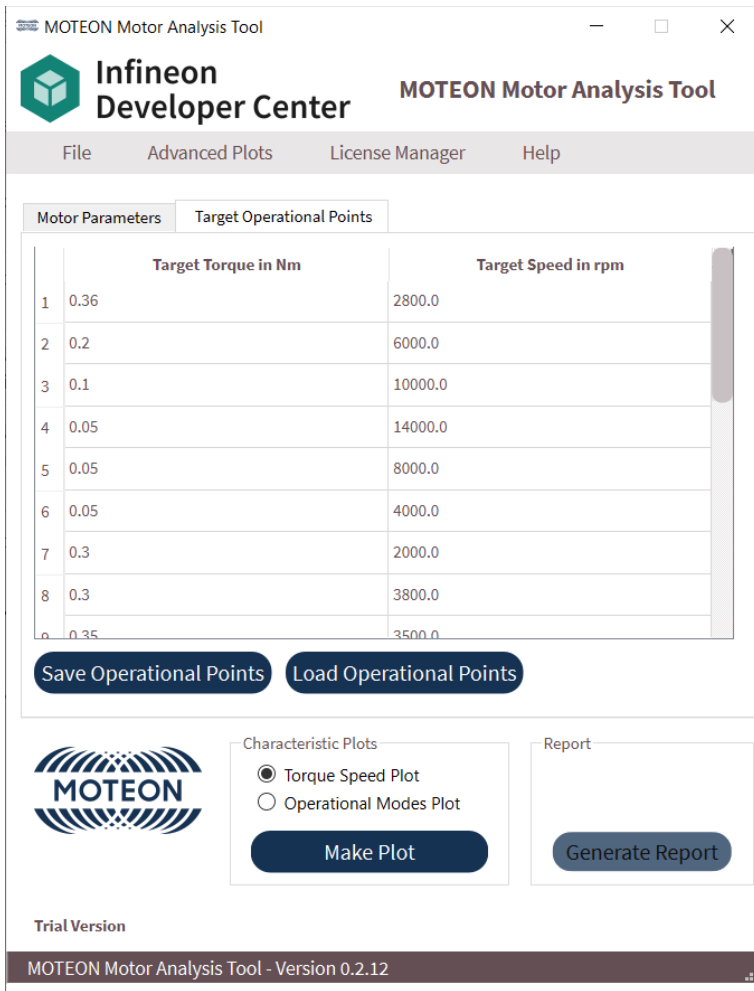 MOTEON Motor Analysis Tool
Infineon
Developer Center
MOTEON Motor Analysis Tool
File Advanced Plots License Manager Help
Motor Parameters Target Operational Points
Target Torque in Nm Target Speed in rpm
1 0.36 2800.0
2 0.2 6000.0
3 0.1 10000.0
4 0.05 14000.0
5 0.05 8000.0
6 0.05 4000.0
7 0.3 2000.0
8 0.3 3800.0
9 0.35 3500.0
Save Operational Points Load Operational Points
MOTEON
Characteristic Plots
Torque Speed Plot
Operational Modes Plot
Make Plot
Report
Generate Report
Trial Version
MOTEON Motor Analysis Tool - Version 0.2.12